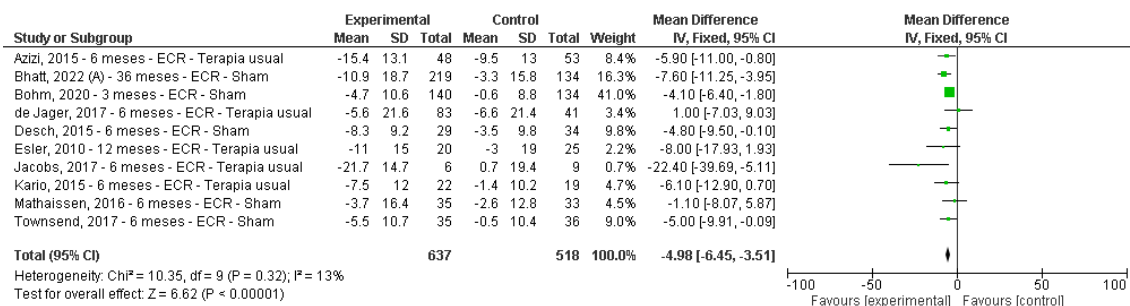 Experimental Control Mean Difference Mean Difference
Study or Subgroup Mean SD Total Mean SD Total Weight IV, Fixed, 95% CI IV, Fixed, 95% CI
Azizi, 2015 - 6 meses - ECR - Terapia usual -15.4 13.1 48 -9.5 13 53 8.4% -5.90 [-11.00, -0.80]
Bhatt, 2022 (A) - 36 meses - ECR - Sham -10.9 18.7 219 -3.3 15.8 134 16.3% -7.60 [-11.25, -3.95]
Bohm, 2020 - 3 meses - ECR - Sham -4.7 10.6 140 -0.6 8.8 134 41.0% -4.10 [-6.40, -1.80]
de Jager, 2017 - 6 meses - ECR - Terapia usual -5.6 21.6 83 -6.6 21.4 41 3.4% 1.00 [-7.03, 9.03]
Desch, 2015 - 6 meses - ECR - Sham -8.3 9.2 29 -3.5 9.8 34 9.8% -4.80 [-9.50, -0.10]
Esler, 2010 - 12 meses - ECR - Terapia usual -11 15 20 -3 19 25 2.2% -8.00 [-17.93, 1.93]
Jacobs, 2017 - 6 meses - ECR - Terapia usual -21.7 14.7 6 0.7 19.4 9 0.7% -22.40 [-39.69, -5.11]
Kario, 2015 - 6 meses - ECR - Terapia usual -7.5 12 22 -1.4 10.2 19 4.7% -6.10 [-12.90, 0.70]
Mathaissen, 2016 - 6 meses - ECR - Sham -3.7 16.4 35 -2.6 12.8 33 4.5% -1.10 [-8.07, 5.87]
Townsend, 2017 - 6 meses - ECR - Sham -5.5 10.7 35 -0.5 10.4 36 9.0% -5.00 [-9.91, -0.09]
Total (95% CI) 637 518 100.0% -4.98 [-6.45, -3.51]
Heterogeneity: Chi² = 10.35, df = 9 (P = 0.32); I² = 13%
Test for overall effect: Z = 6.62 (P < 0.00001)
-100 -50 0 50 100
Favours [experimental] Favours [control]